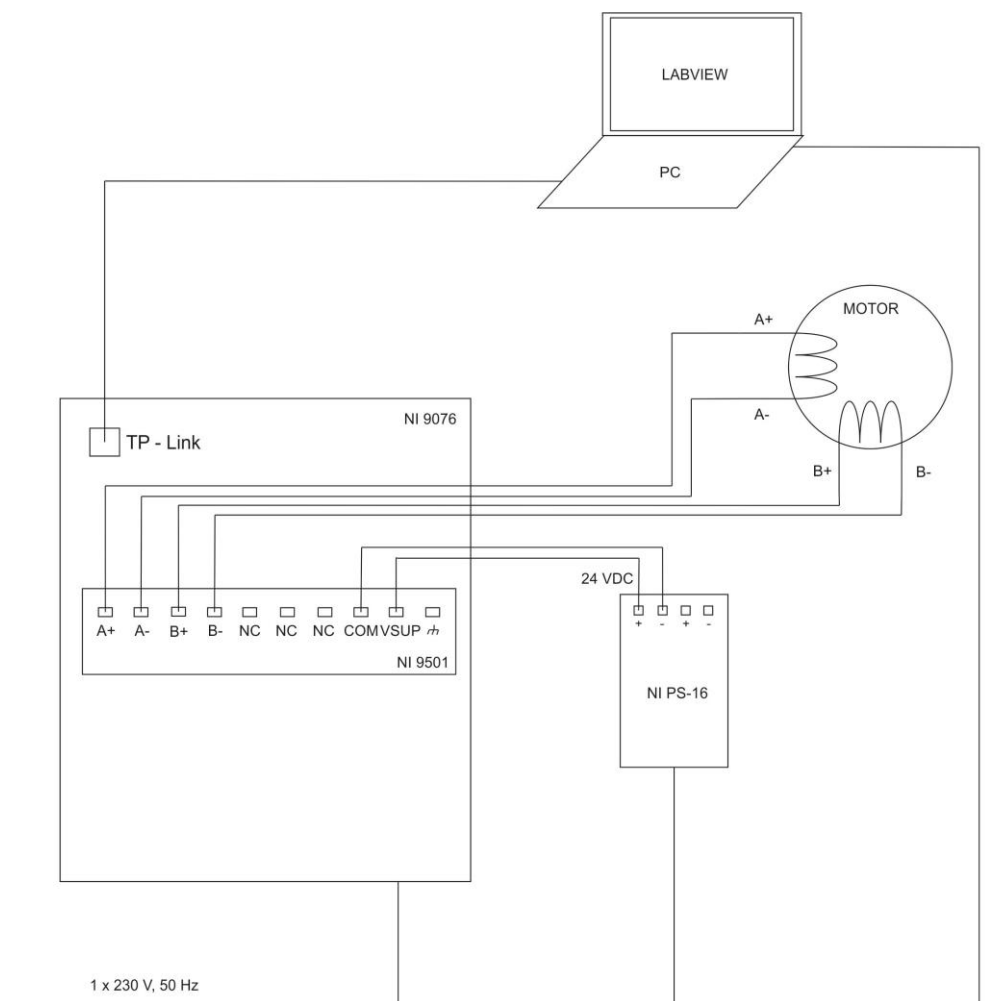 LABVIEW
PC
MOTOR
A+
A-
B+ B-
NI 9076
TP - Link
24 VDC
A+ A- B+ B- NC NC NC COM VSUP
NI 9501
+ - + -
NI PS-16
1 x 230 V, 50 Hz